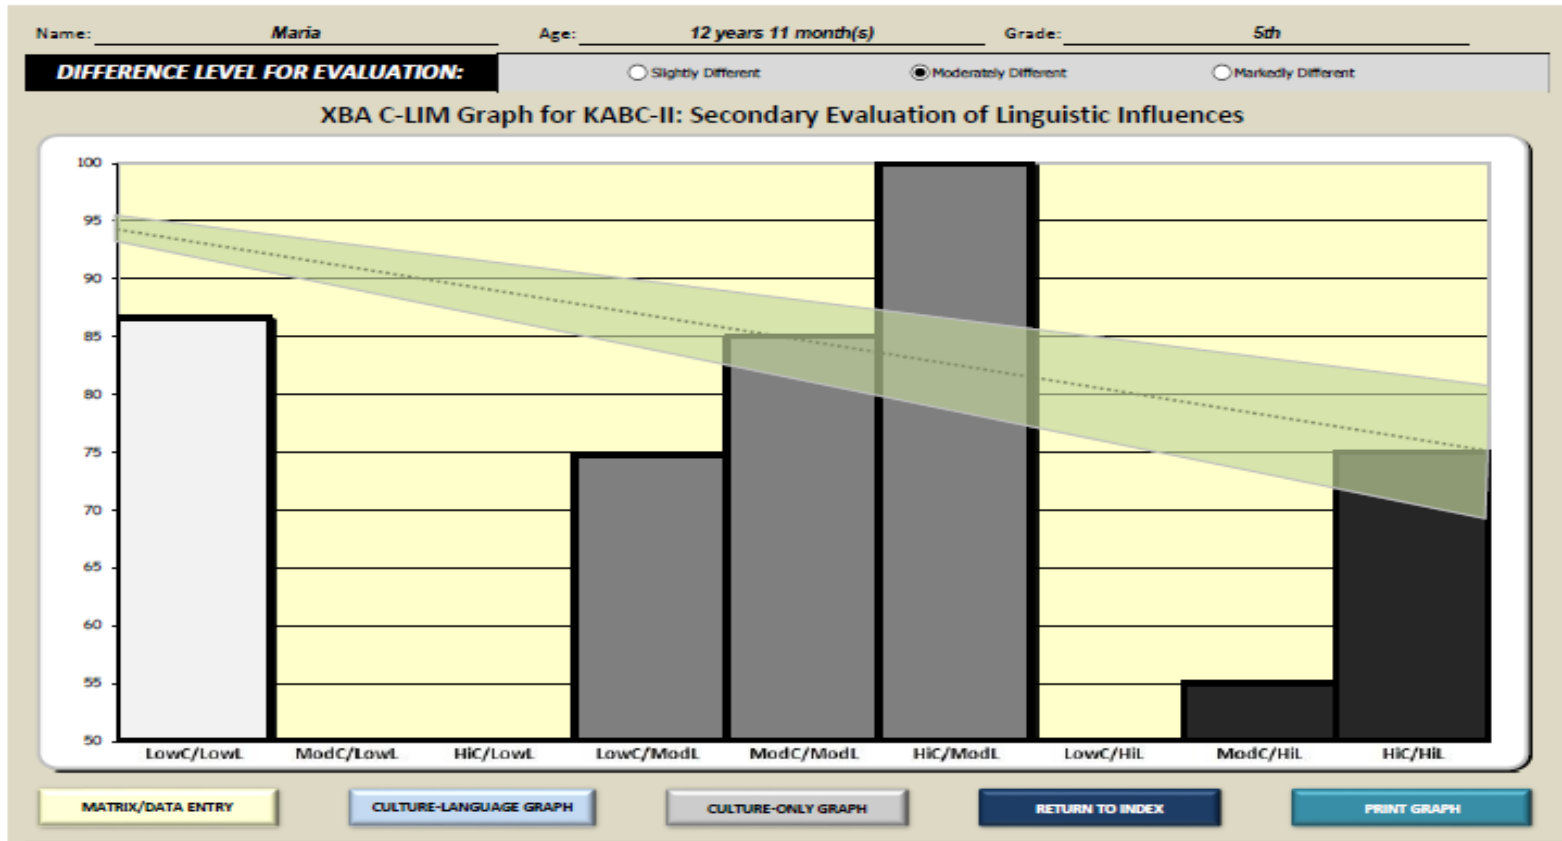 Name: Maria Age: 12 years 11 month(s) Grade: 5th
DIFFERENCE LEVEL FOR EVALUATION: Slightly Different Moderately Different Markedly Different
XBA C-LIM Graph for KABC-II: Secondary Evaluation of Linguistic Influences
100
95
90
85
80
75
70
65
60
55
50
LowC/LowL ModC/LowL HiC/LowL LowC/ModL ModC/ModL HiC/ModL LowC/HiL ModC/HiL HiC/HiL
MATRIX/DATA ENTRY CULTURE-LANGUAGE GRAPH CULTURE-ONLY GRAPH RETURN TO INDEX PRINT GRAPH